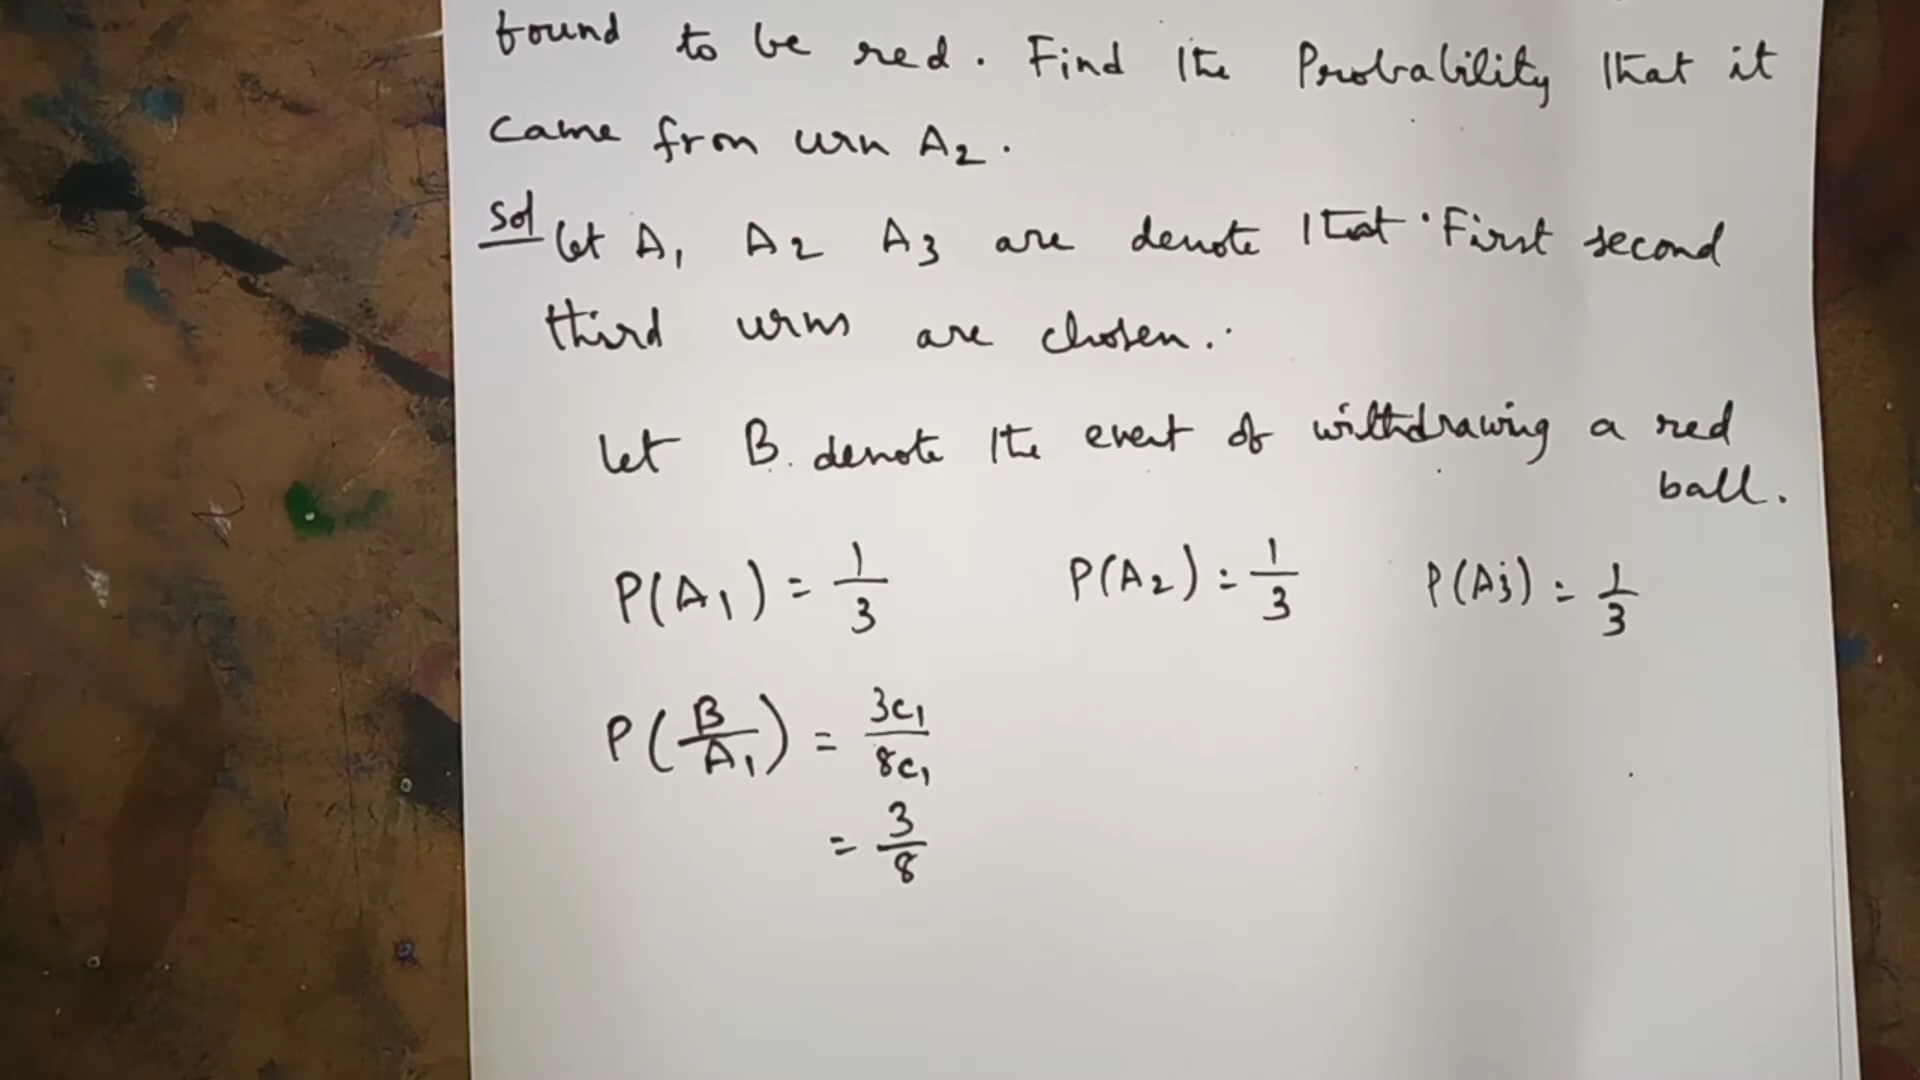 found to be red. Find the Probability that it
came from urn A2.
Sol let A1 A2 A3 are denote that First second
third urns are chosen.
let B. denote the event of withdrawing a red
ball.
P(A1) = 1/3 P(A2) = 1/3 P(A3) = 1/3
P(B/A1) = 3c1/8c1
= 3/8